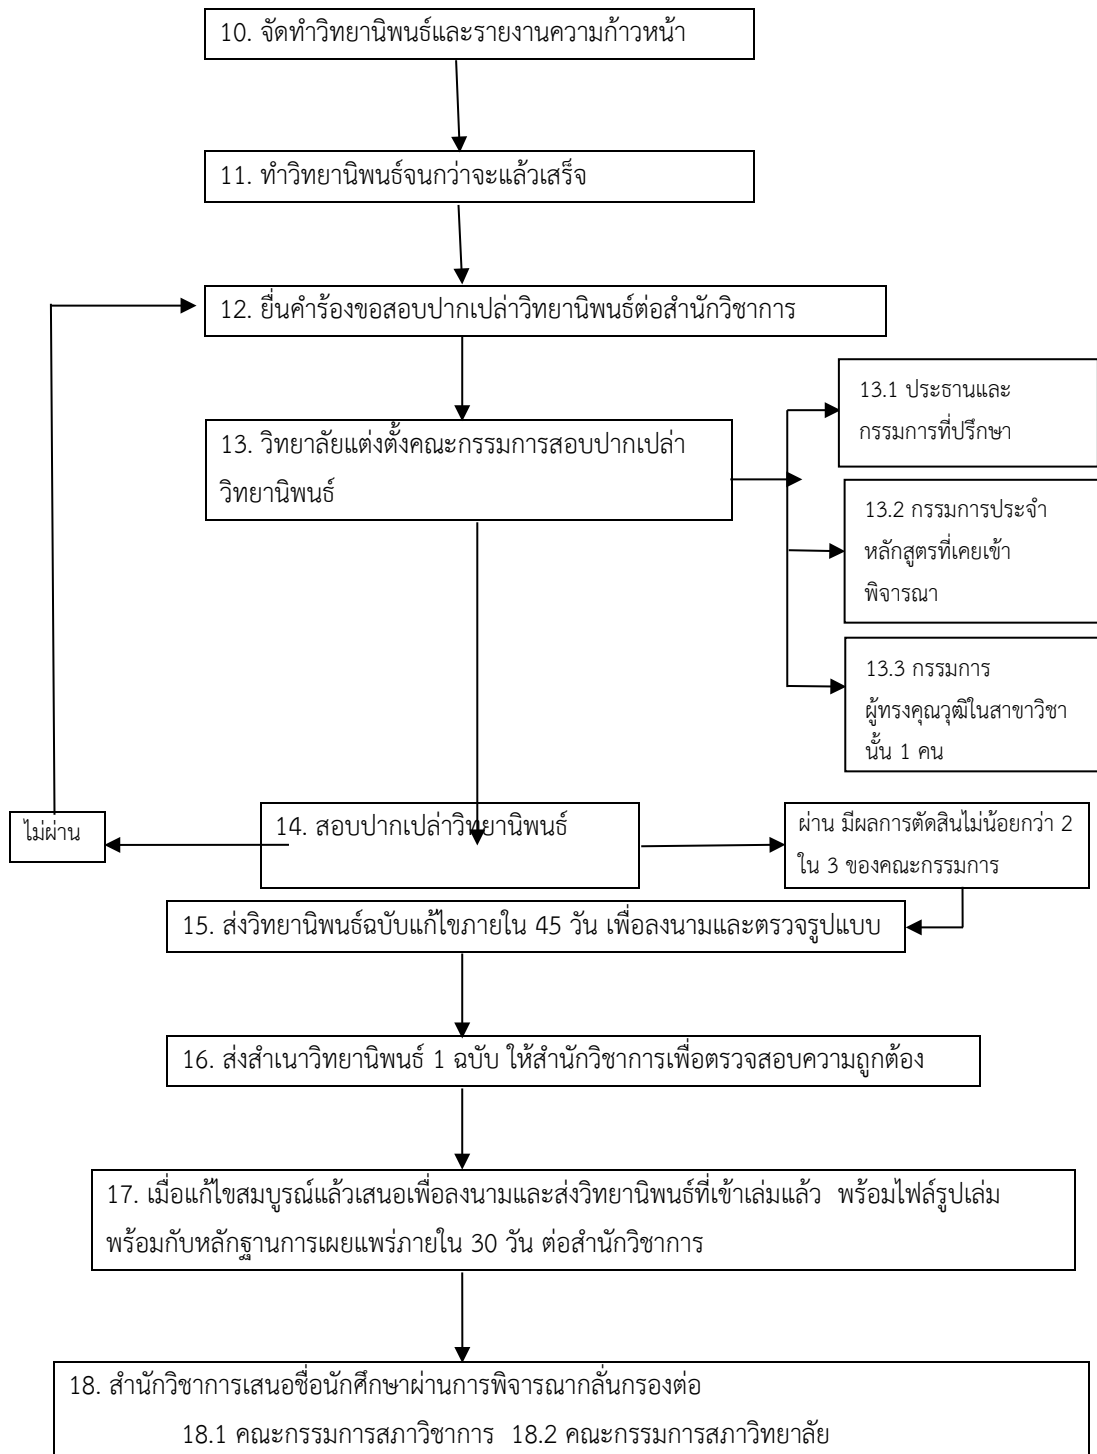 10. จัดทำวิทยานิพนธ์และรายงานความก้าวหน้า
11. ทำวิทยานิพนธ์จนกว่าจะแล้วเสร็จ
12. ยื่นคำร้องขอสอบปากเปล่าวิทยานิพนธ์ต่อสำนักวิชาการ
13. วิทยาลัยแต่งตั้งคณะกรรมการสอบปากเปล่า
วิทยานิพนธ์
13.1 ประธานและ
กรรมการที่ปรึกษา
13.2 กรรมการประจำ
หลักสูตรที่เคยเข้า
พิจารณา
13.3 กรรมการ
ผู้ทรงคุณวุฒิในสาขาวิชา
นั้น 1 คน
ไม่ผ่าน
14. สอบปากเปล่าวิทยานิพนธ์
ผ่าน มีผลการตัดสินไม่น้อยกว่า 2
ใน 3 ของคณะกรรมการ
15. ส่งวิทยานิพนธ์ฉบับแก้ไขภายใน 45 วัน เพื่อลงนามและตรวจรูปแบบ
16. ส่งสำเนาวิทยานิพนธ์ 1 ฉบับ ให้สำนักวิชาการเพื่อตรวจสอบความถูกต้อง
17. เมื่อแก้ไขสมบูรณ์แล้วเสนอเพื่อลงนามและส่งวิทยานิพนธ์ที่เข้าเล่มแล้ว พร้อมไฟล์รูปเล่ม
พร้อมกับหลักฐานการเผยแพร่ภายใน 30 วัน ต่อสำนักวิชาการ
18. สำนักวิชาการเสนอชื่อนักศึกษาผ่านการพิจารณากลั่นกรองต่อ
18.1 คณะกรรมการสภาวิชาการ 18.2 คณะกรรมการสภาวิทยาลัย